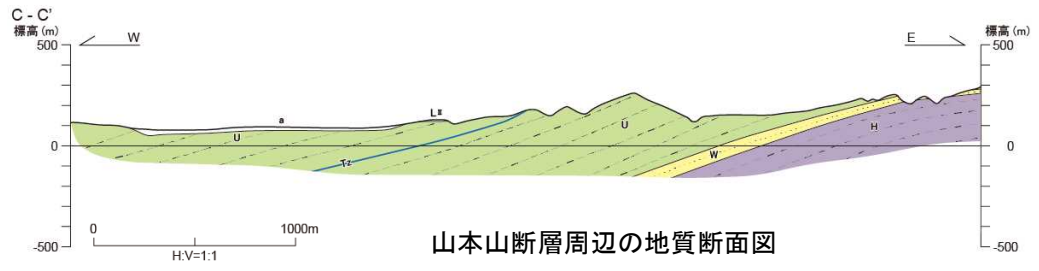 C - C'
標高 (m)
500
W
E
標高 (m)
500
a
Lg
U
U
H
0
Tz
W
0
0
1000m
-500
H:V=1:1
山本山断層周辺の地質断面図
-500